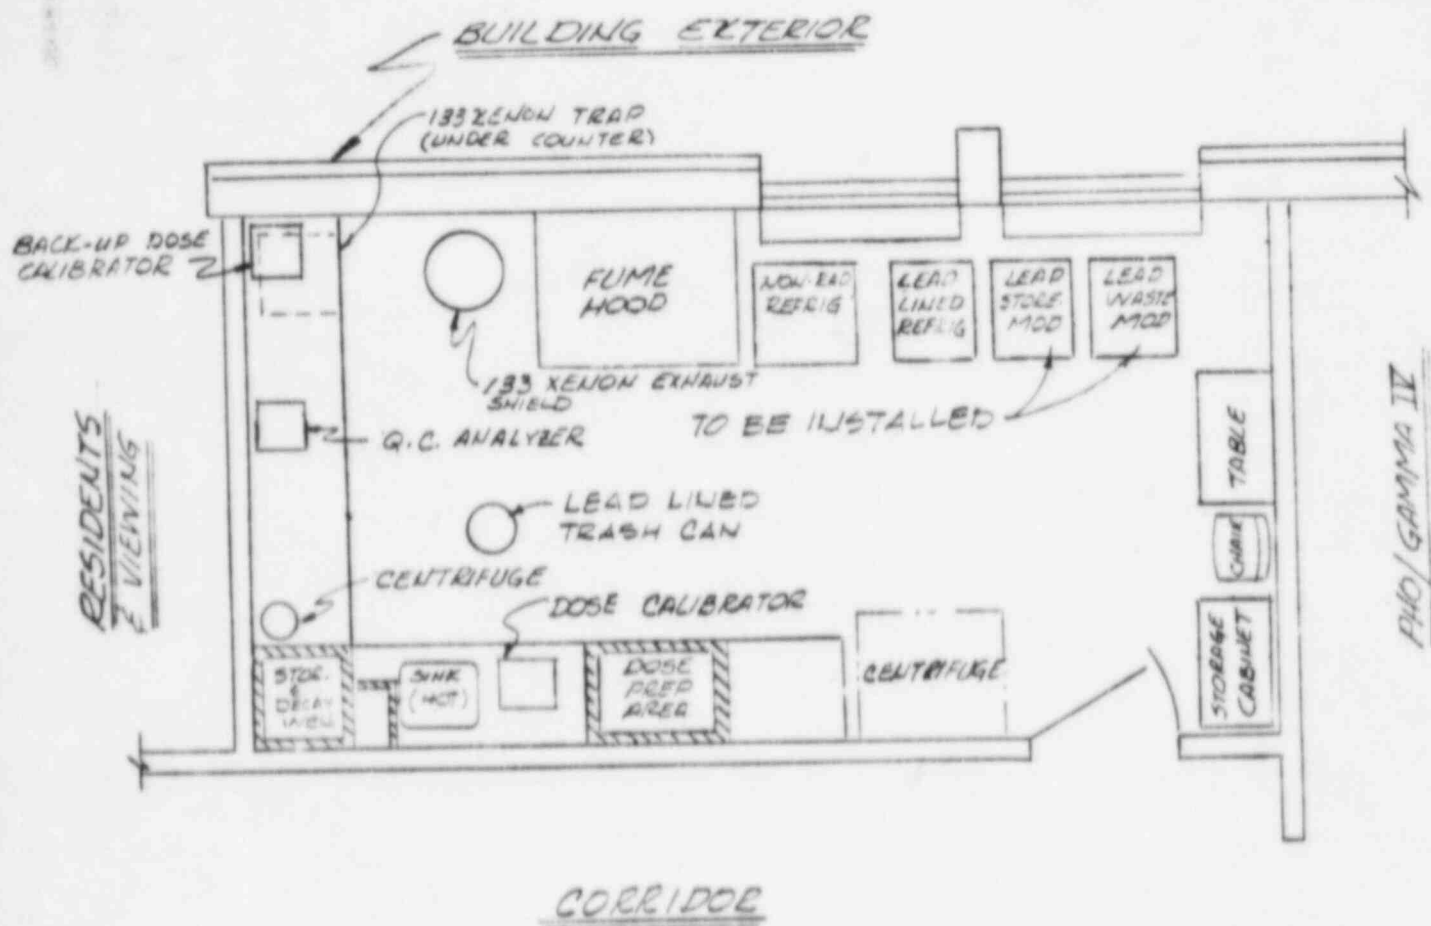 BUILDING EXTERIOR
133 XENON TRAP
(UNDER COUNTER)
BACK-UP DOSE
CALIBRATOR
FUME
HOOD
NON-RAD
REFRIG
LEAD
LINED
REFRIG
LEAD
STORE
MOD
LEAD
WASTE
MOD
133 XENON EXHAUST
SHIELD
TO BE INSTALLED
Q.C. ANALYZER
RESIDENTS
& VIEWING
LEAD LINED
TRASH CAN
TABLE
CHAIR
PHO/GAMMA IV
CENTRIFUGE
DOSE CALIBRATOR
STOR.
&
DECAY
WELL
SINK
(HOT)
DOSE
PREP
AREA
CENTRIFUGE
STORAGE
CABINET
CORRIDOR